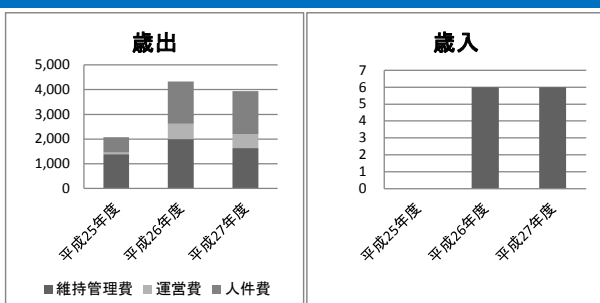 歳出
5,000
4,000
3,000
2,000
1,000
0
平成25年度
平成26年度
平成27年度
■維持管理費 ■運営費 ■人件費
歳入
7
6
5
4
3
2
1
0
平成25年度
平成26年度
平成27年度